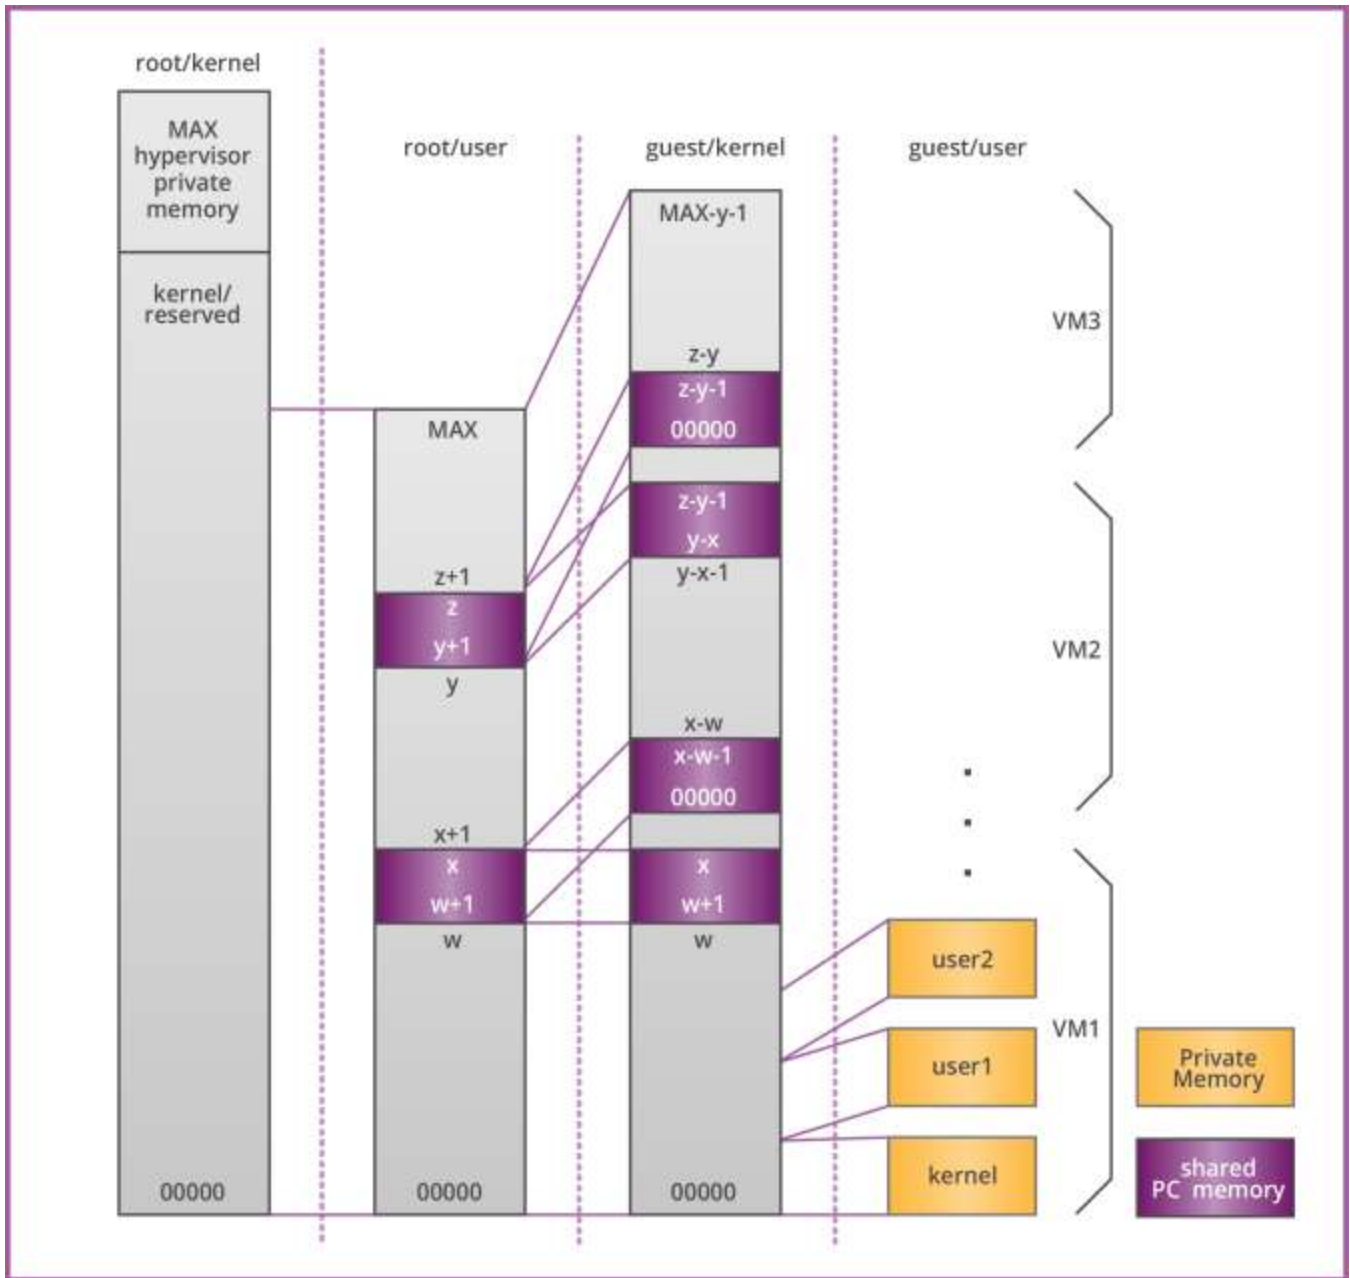 root/kernel
MAX
hypervisor
private
memory
kernel/
reserved
00000
root/user
MAX
z+1
z
y+1
y
x+1
x
w+1
w
00000
guest/kernel
MAX-y-1
z-y
z-y-1
00000
z-y-1
y-x
y-x-1
x-w
x-w-1
00000
x
w+1
w
00000
guest/user
user2
user1
kernel
VM3
VM2
VM1
Private
Memory
shared
PC memory